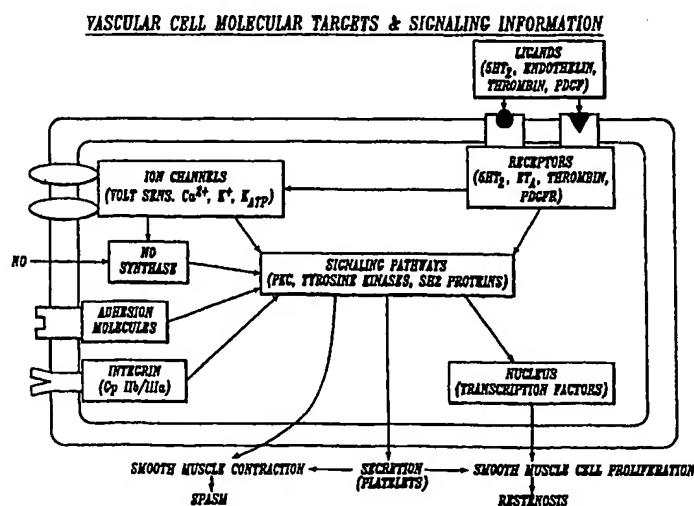 VASCULAR CELL MOLECULAR TARGETS & SIGNALING INFORMATION
LIGANDS
(5HT2, ENDOTHELIN,
THROMBIN, PDGF)
ION CHANNELS
(VOLT SENS. Ca2+, K+, KATP)
RECEPTORS
(5HT2, ETA, THROMBIN,
PDGFR)
NO
NO
SYNTHASE
SIGNALING PATHWAYS
(PKC, TYROSINE KINASES, SH2 PROTEINS)
ADHESION
MOLECULES
INTEGRIN
(Gp IIb/IIIa)
NUCLEUS
(TRANSCRIPTION FACTORS)
SMOOTH MUSCLE CONTRACTION
SECRETION
(PLATELETS)
SMOOTH MUSCLE CELL PROLIFERATION
SPASM
RESTENOSIS